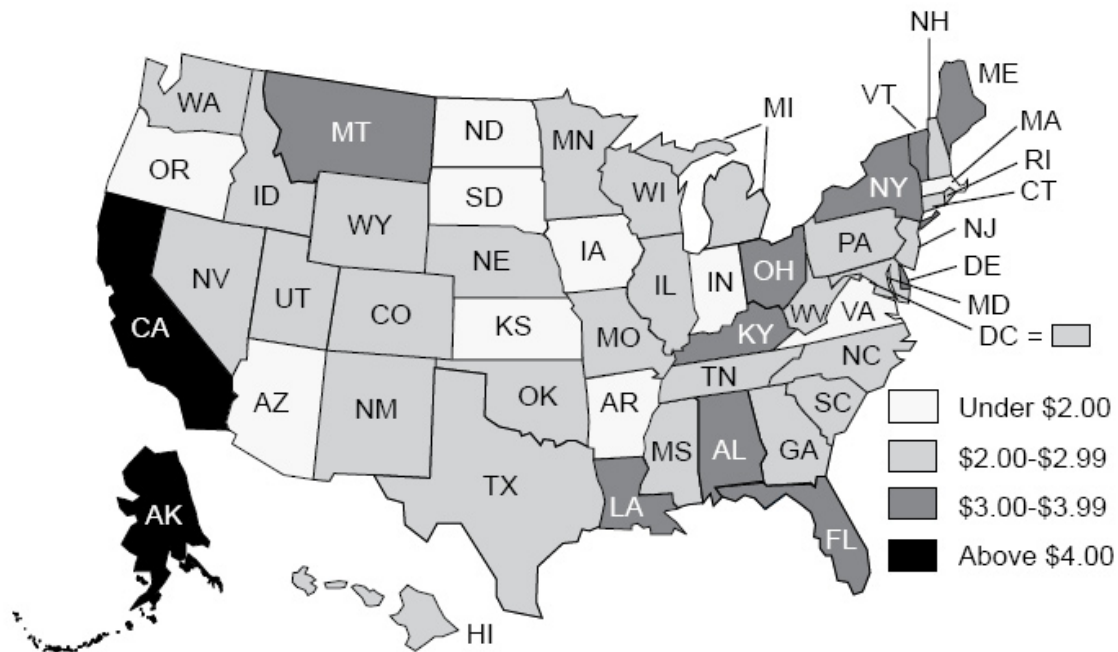 NH
ME
WA
MT
ND
MN
MI
VT
MA
OR
ID
SD
WI
NY
RI
CT
WY
NE
IA
PA
NJ
NV
UT
CO
KS
MO
IL
IN
OH
DE
MD
CA
KY
WV
VA
DC =
AZ
NM
OK
AR
TN
NC
SC
Under $2.00
MS
AL
GA
$2.00-$2.99
TX
LA
AK
FL
$3.00-$3.99
Above $4.00
HI